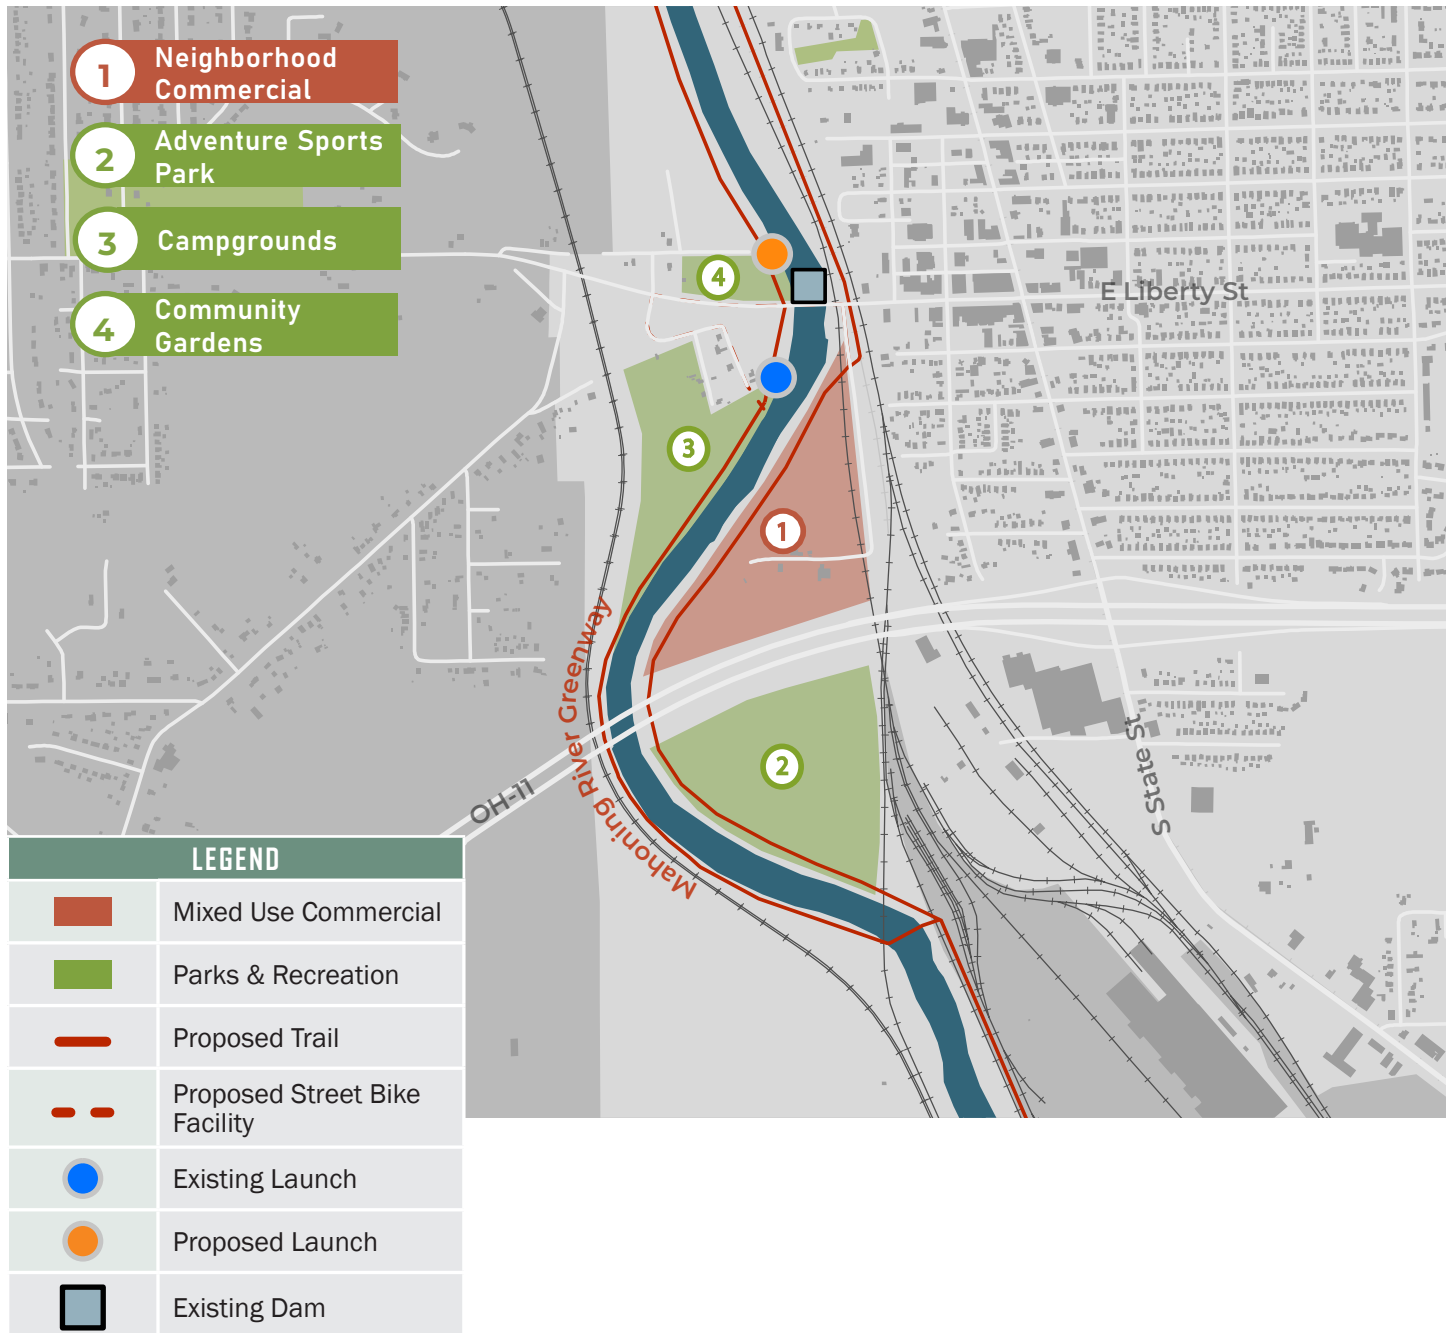 1
Neighborhood
Commercial
2
Adventure Sports
Park
3
Campgrounds
4
Community
Gardens
4
E Liberty St
3
1
2
Mahoning River Greenway
OH-11
S State St
LEGEND
Mixed Use Commercial
Parks & Recreation
Proposed Trail
Proposed Street Bike
Facility
Existing Launch
Proposed Launch
Existing Dam